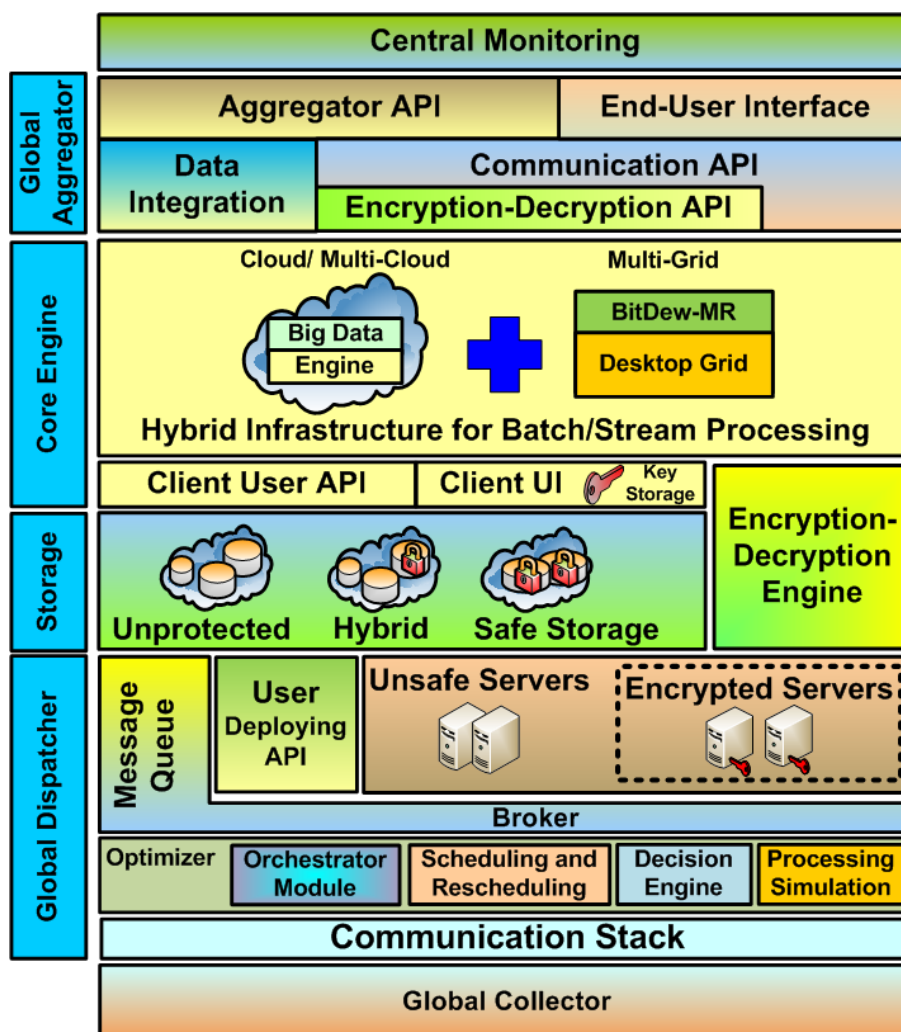 Central Monitoring
Global
Aggregator
Aggregator API
End-User Interface
Data
Integration
Communication API
Encryption-Decryption API
Core Engine
Cloud/ Multi-Cloud
Multi-Grid
Big Data
Engine
BitDew-MR
Desktop Grid
Hybrid Infrastructure for Batch/Stream Processing
Client User API
Client UI
Key
Storage
Encryption-
Decryption
Engine
Storage
Unprotected
Hybrid
Safe Storage
Global Dispatcher
Message
Queue
User
Deploying
API
Unsafe Servers
Encrypted Servers
Broker
Optimizer
Orchestrator
Module
Scheduling and
Rescheduling
Decision
Engine
Processing
Simulation
Communication Stack
Global Collector